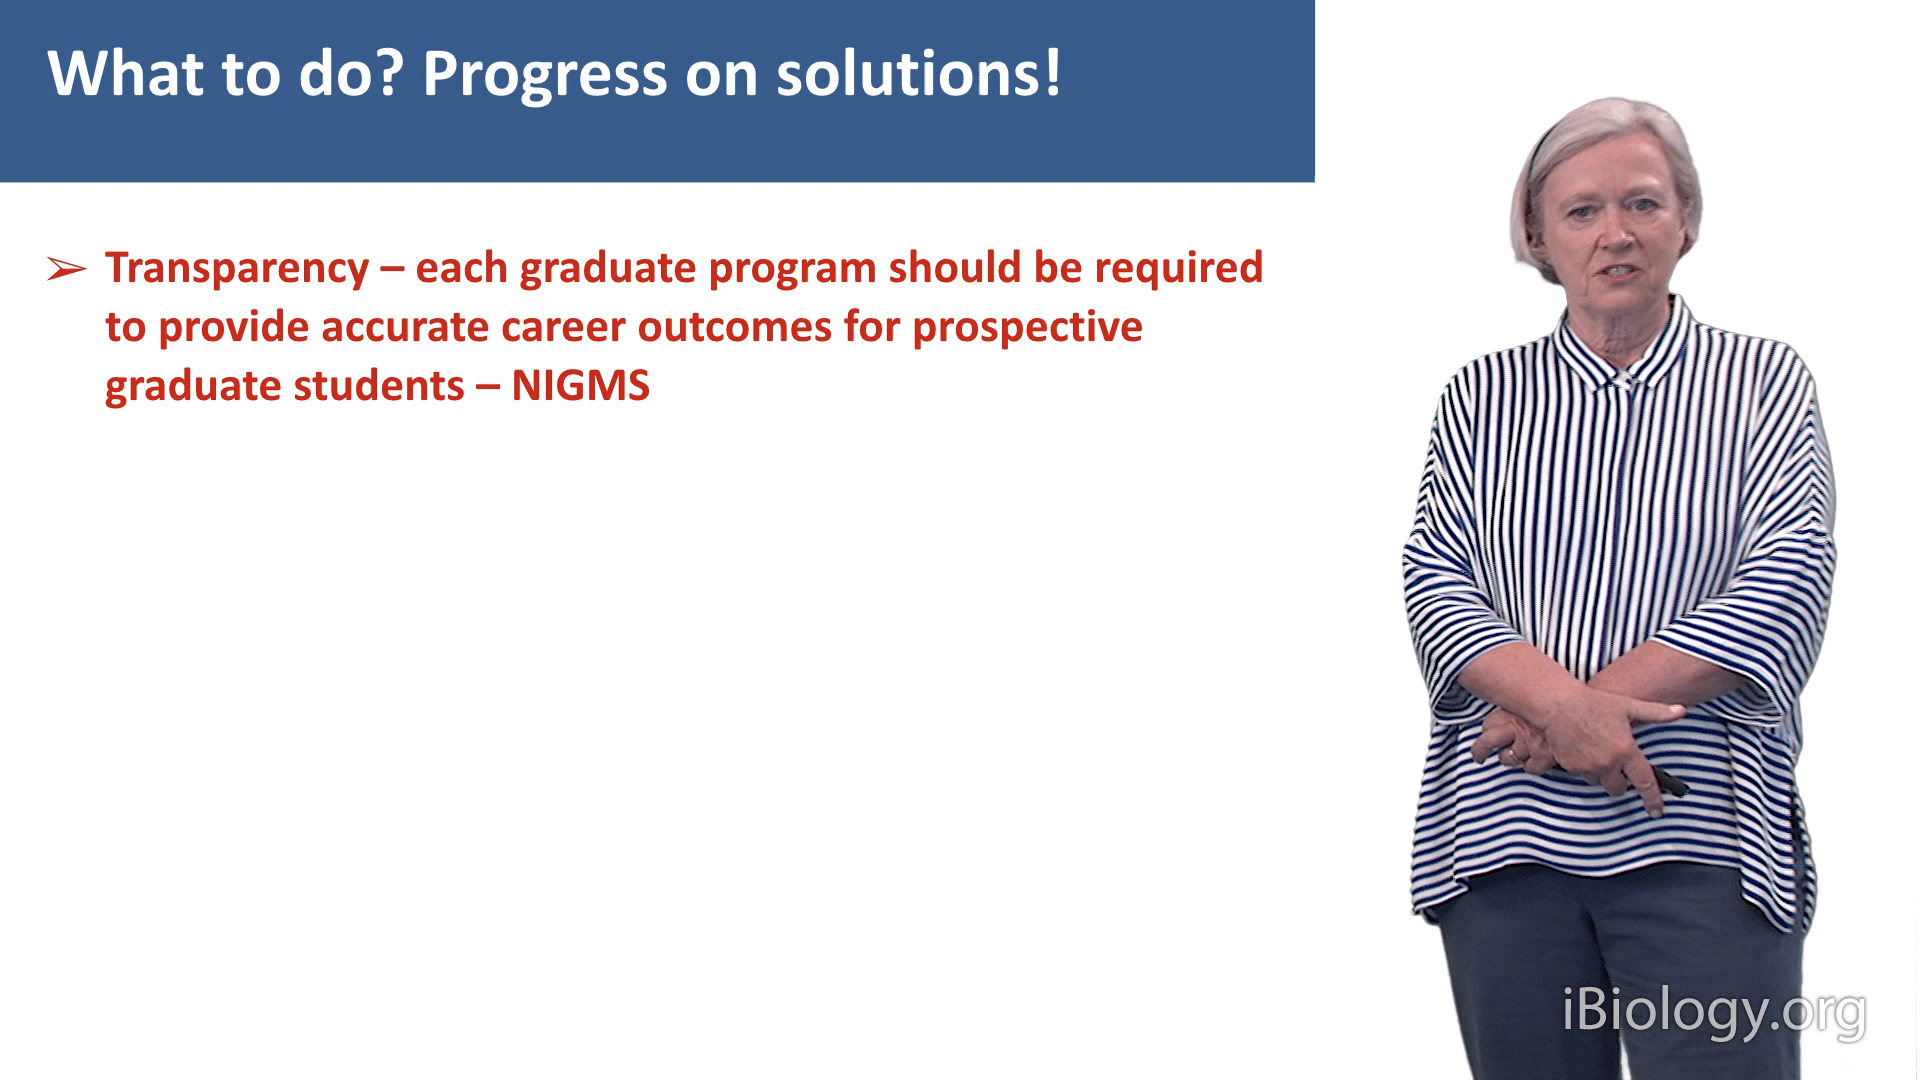 What to do? Progress on solutions!
➢ Transparency – each graduate program should be required
to provide accurate career outcomes for prospective
graduate students – NIGMS
iBiology.org